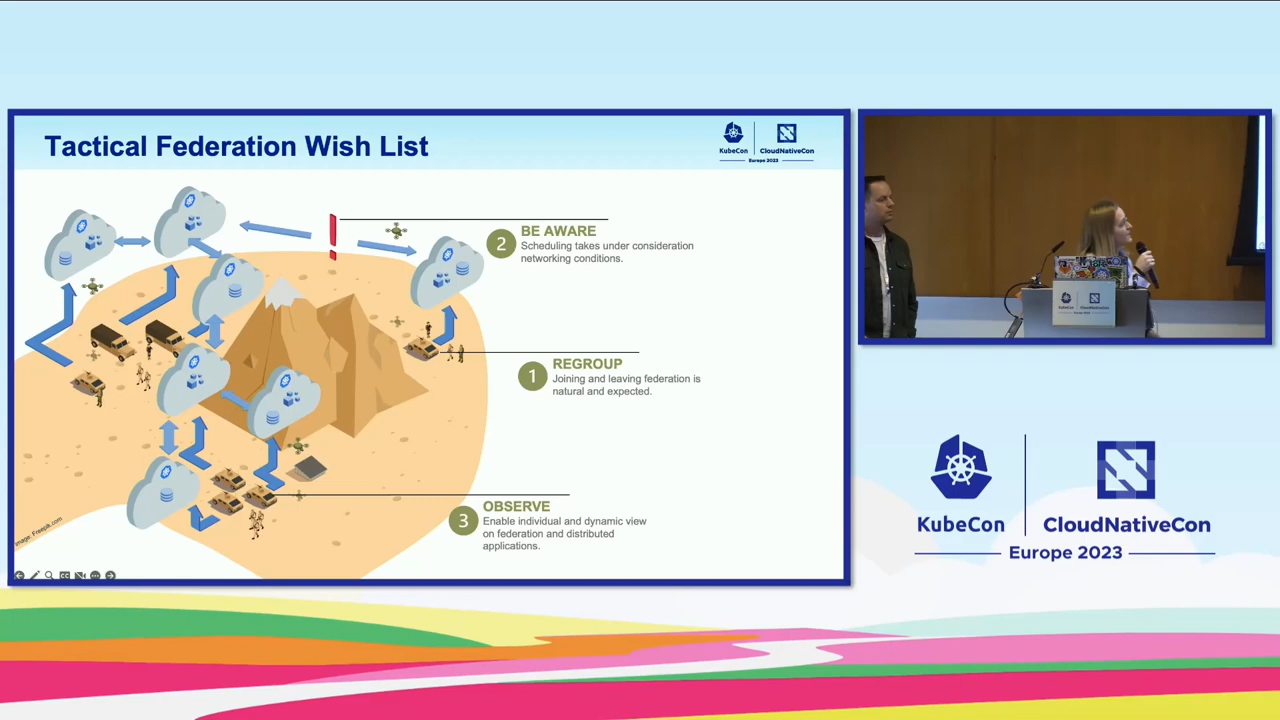 Tactical Federation Wish List
KubeCon
CloudNativeCon
Europe 2023
2
BE AWARE
Scheduling takes under consideration
networking conditions.
1
REGROUP
Joining and leaving federation is
natural and expected.
3
OBSERVE
Enable individual and dynamic view
on federation and distributed
applications.
image: Freepik.com
KubeCon
CloudNativeCon
Europe 2023